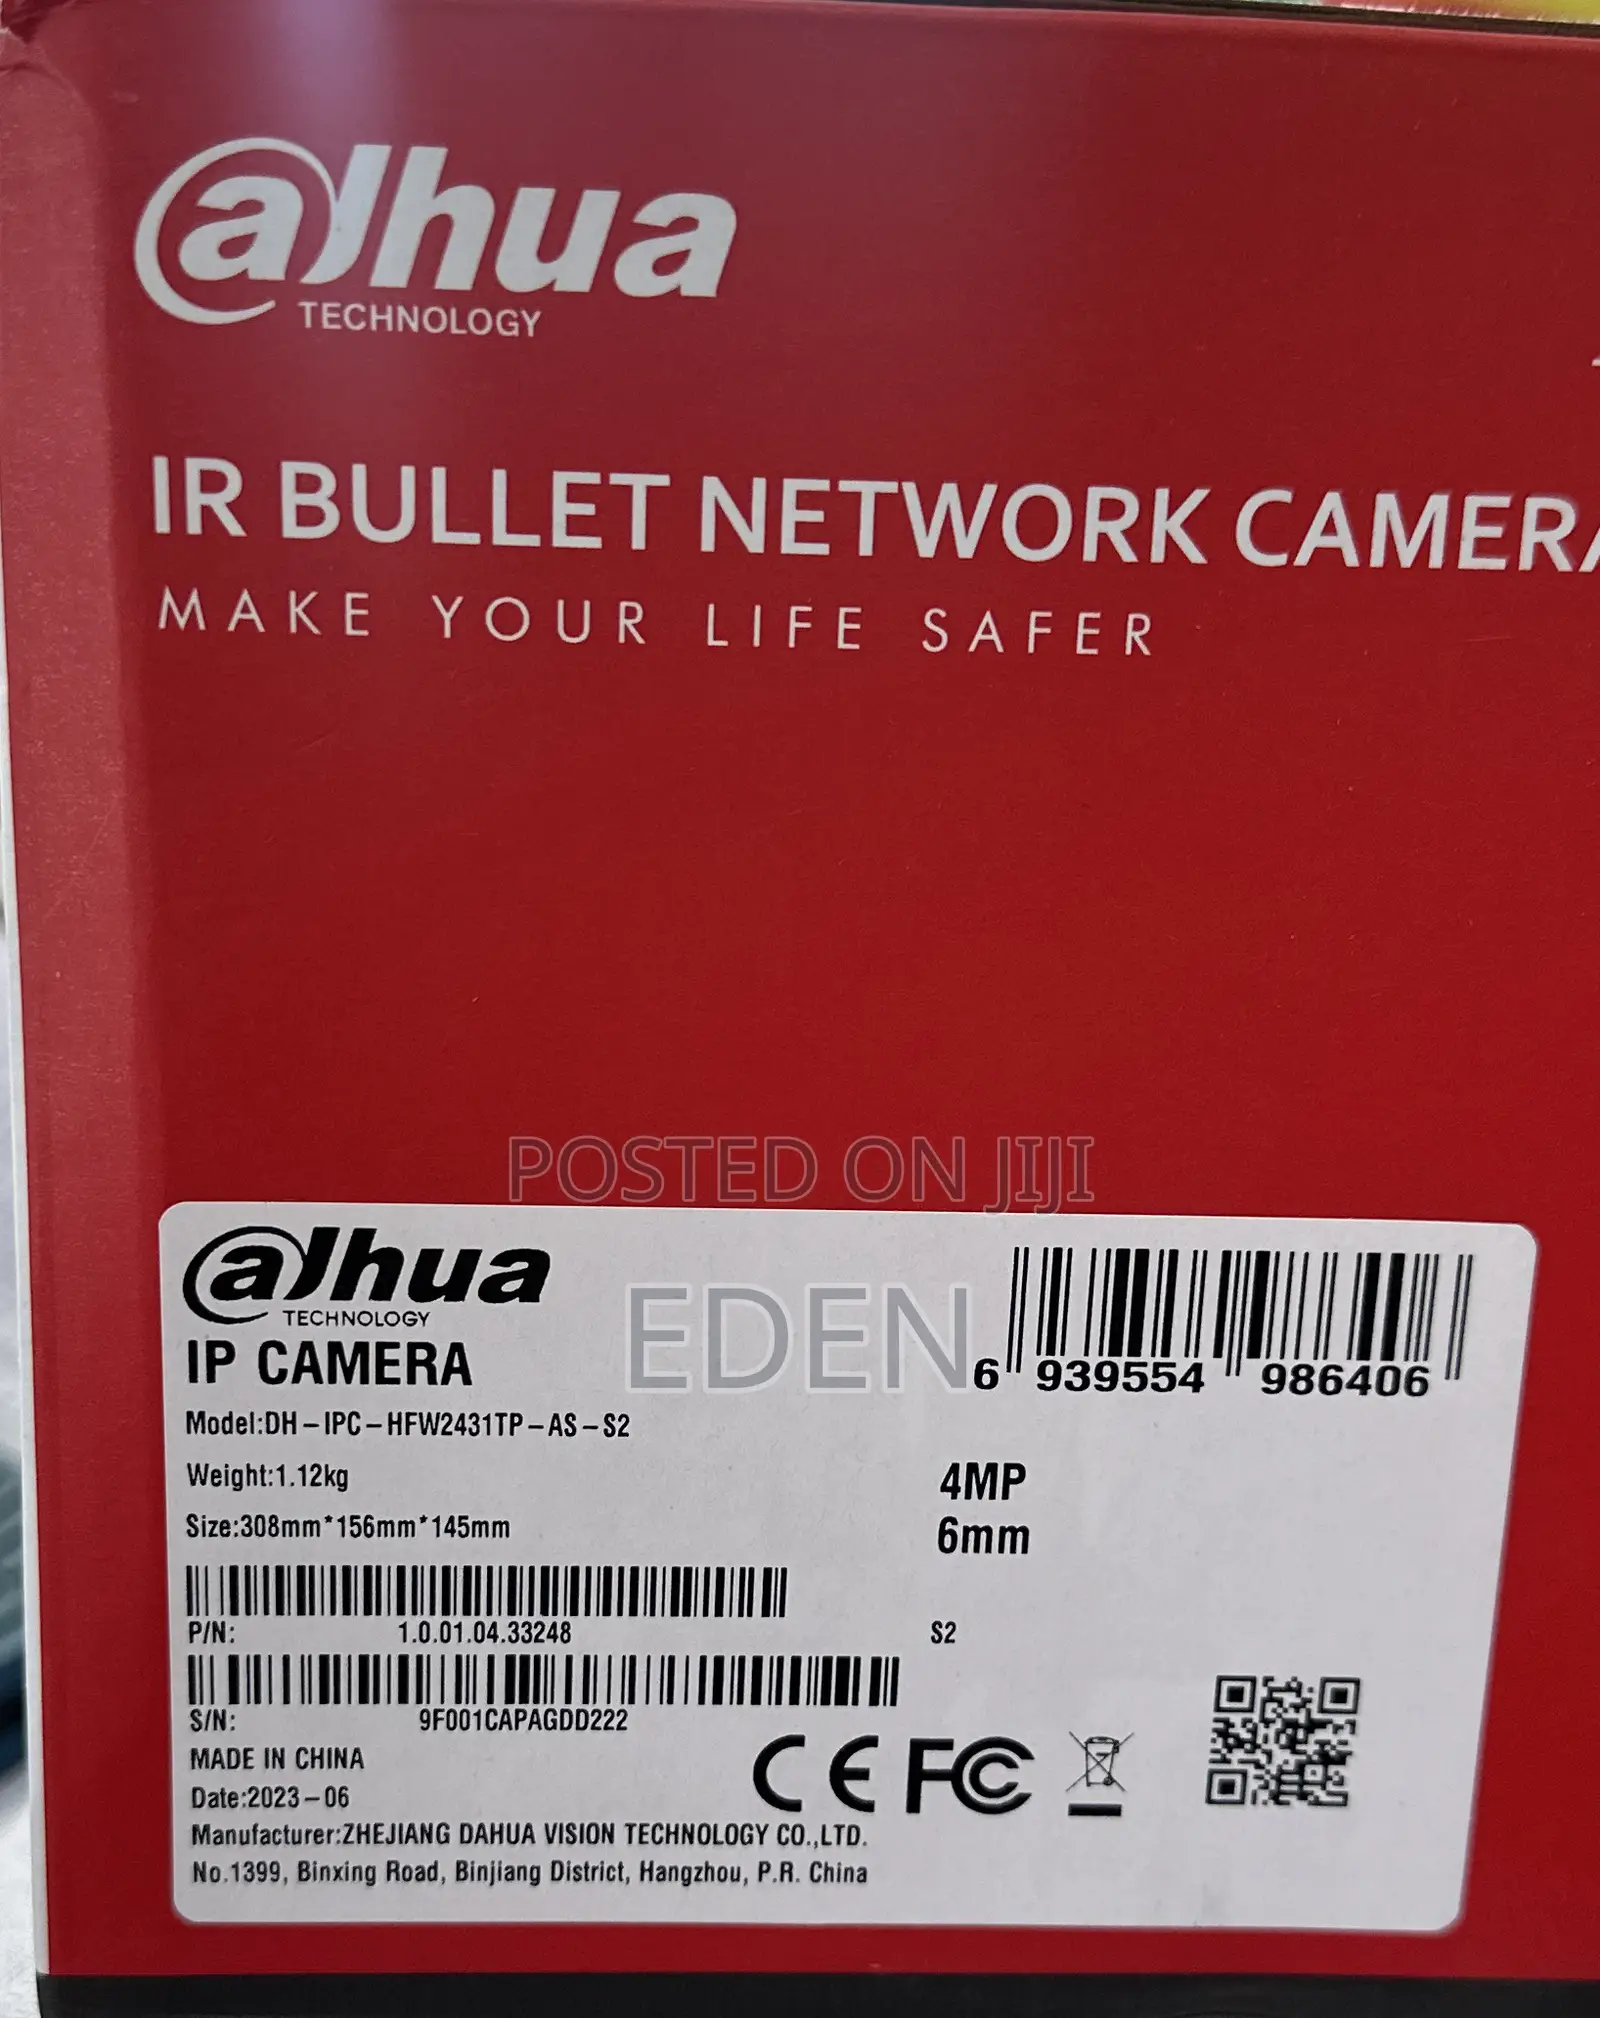 alhua
TECHNOLOGY
IR BULLET NETWORK CAMERA
MAKE YOUR LIFE SAFER
POSTED ON JIJI
EDEN
alhua
TECHNOLOGY
IP CAMERA
6 939554 986406
Model:DH-IPC-HFW2431TP-AS-S2
Weight:1.12kg
4MP
Size:308mm*156mm*145mm
6mm
P/N: 1.0.01.04.33248
S2
S/N: 9F001CAPAGDD222
MADE IN CHINA
CE FC
Date:2023-06
Manufacturer:ZHEJIANG DAHUA VISION TECHNOLOGY CO.,LTD.
No.1399, Binxing Road, Binjiang District, Hangzhou, P.R. China